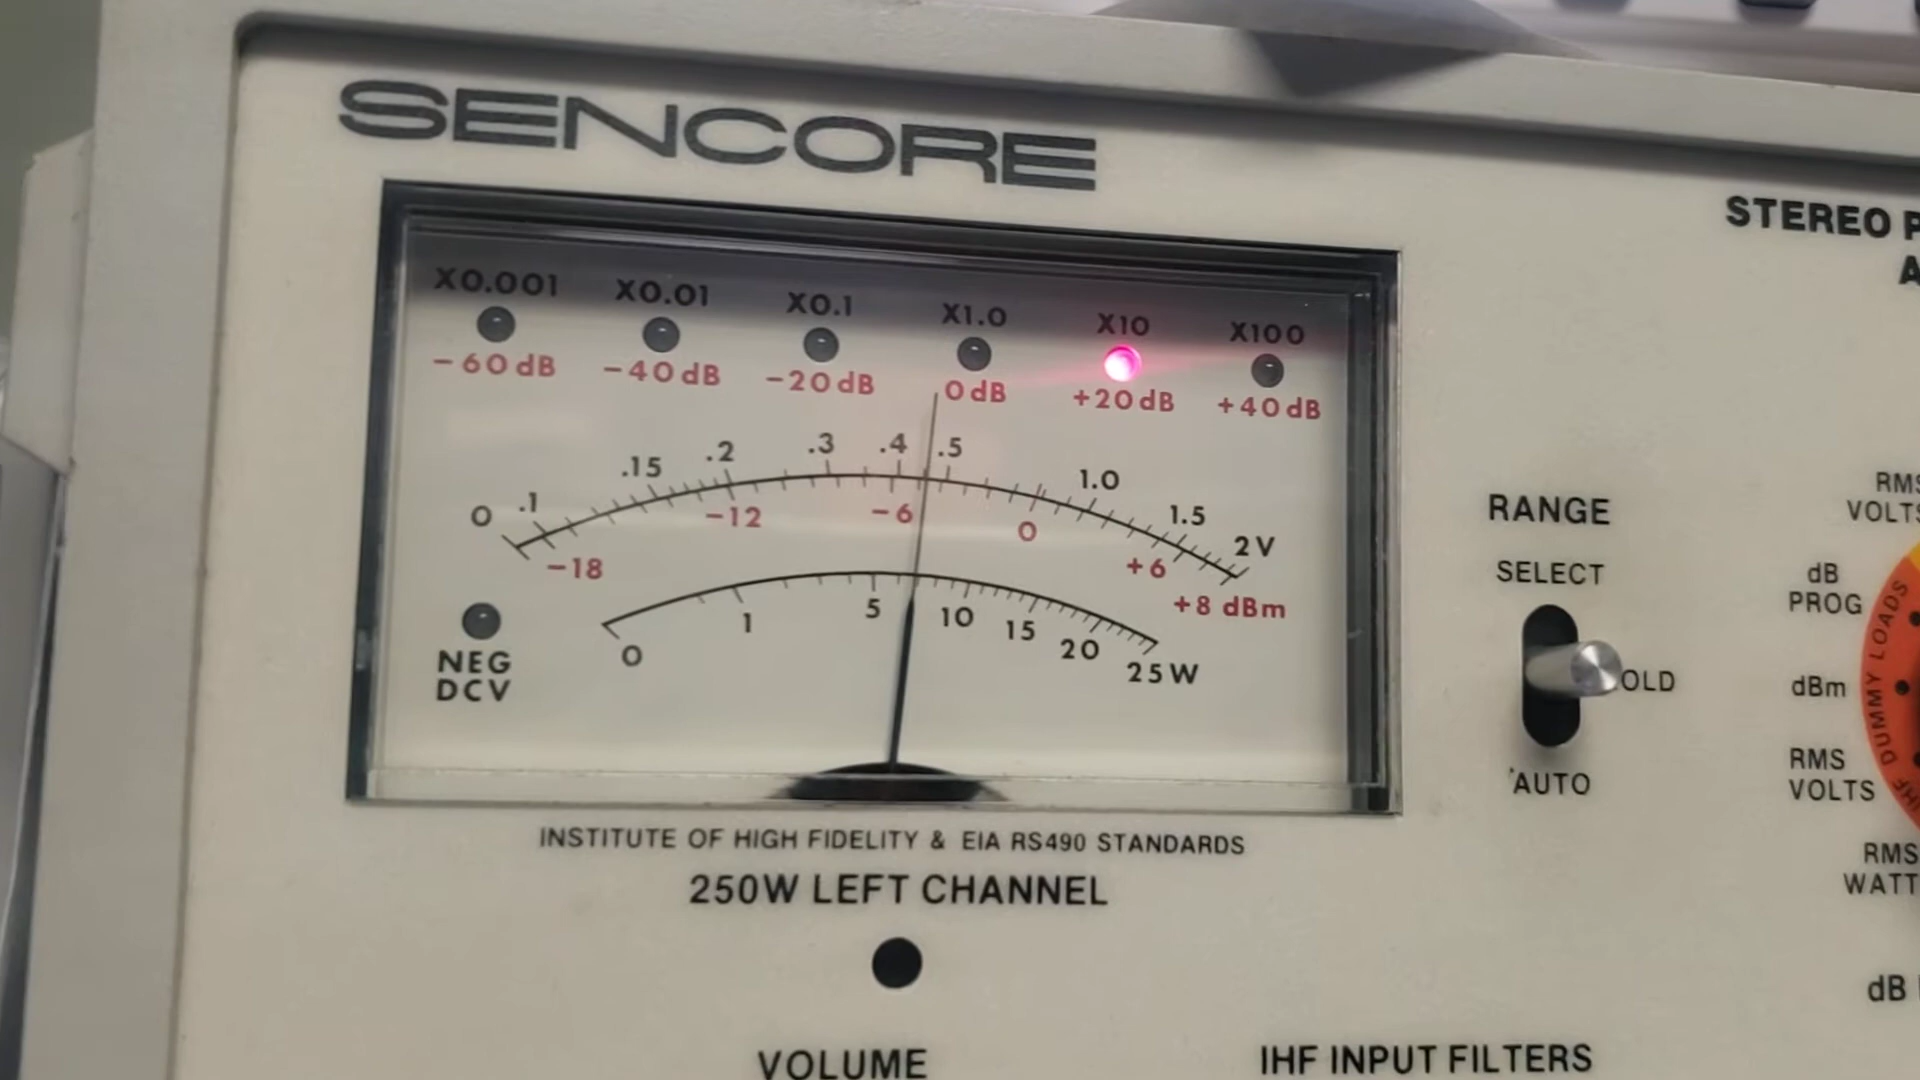 SENCORE
STEREO P
A
X0.001 X0.01 X0.1 X1.0 X10 X100
-60dB -40dB -20dB 0dB +20dB +40dB
0 .1 .15 .2 .3 .4 .5 1.0 1.5 2V
-18 -12 -6 0 +6 +8 dBm
0 1 5 10 15 20 25W
NEG
DCV
RANGE
SELECT
OLD
AUTO
RMS
VOLTS
dB
PROG
dBm
RMS
VOLTS
RMS
WATT
dB
IHF DUMMY LOADS
INSTITUTE OF HIGH FIDELITY & EIA RS490 STANDARDS
250W LEFT CHANNEL
VOLUME
IHF INPUT FILTERS